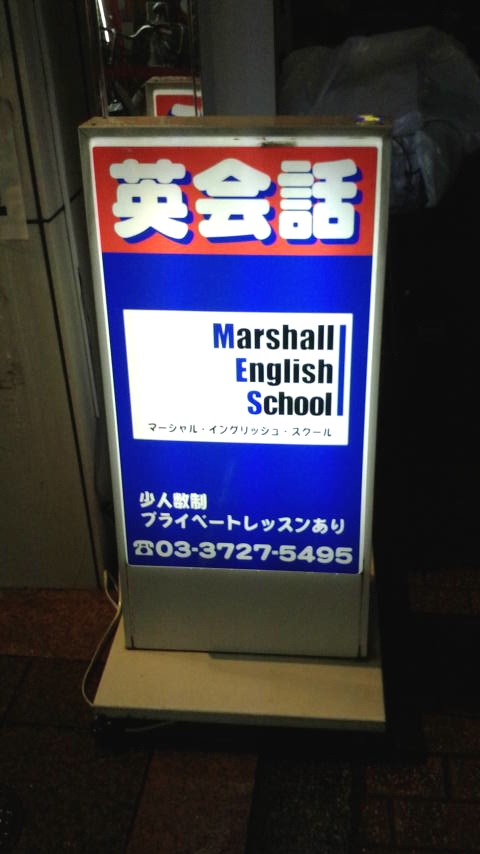 英会話
Marshall
English
School
マーシャル・イングリッシュ・スクール
少人数制
プライベートレッスンあり
☎03-3727-5495